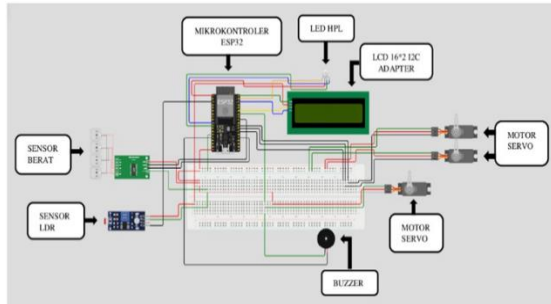 MIKROKONTROLER
ESP32
LED HPL
LCD 16*2 I2C
ADAPTER
SENSOR
BERAT
MOTOR
SERVO
SENSOR
LDR
MOTOR
SERVO
BUZZER